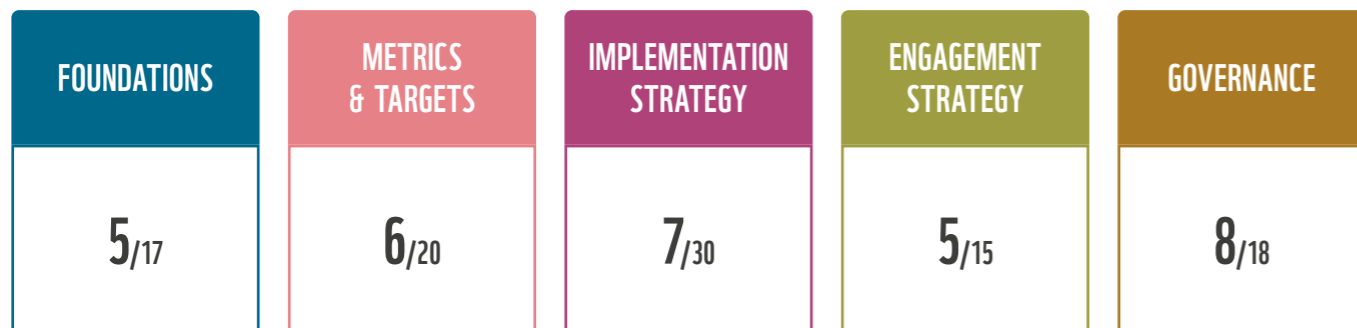 FOUNDATIONS
METRICS
& TARGETS
IMPLEMENTATION
STRATEGY
ENGAGEMENT
STRATEGY
GOVERNANCE
5/17
6/20
7/30
5/15
8/18